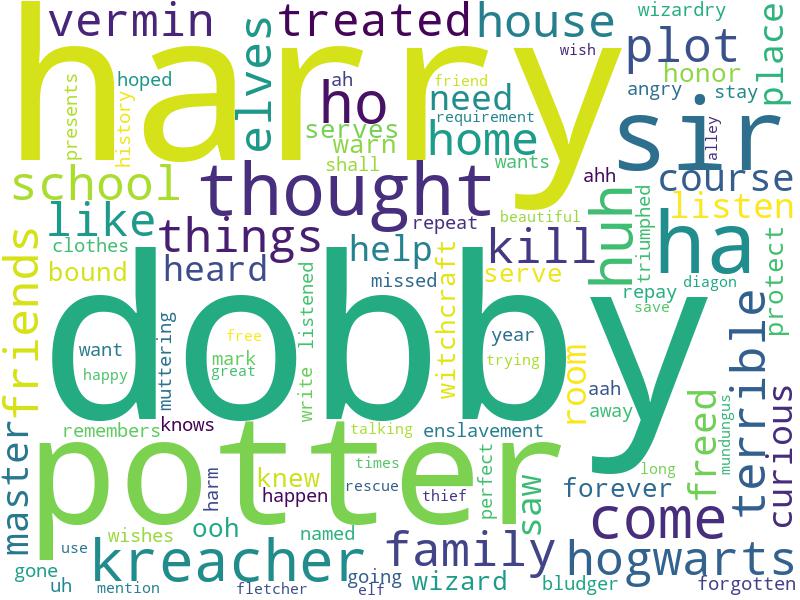 vermin
treated
house
wizardry
place
harry
elves
wish
plot
presents
hoped
ah
friend
honor
history
ho
need
angry
stay
serves
requirement
sir
alley
warn
home
shall
wants
school
thought
ahh
course
huh
triumphed
listen
like
things
repeat
beautiful
ha
clothes
help
kill
protect
friends
bound
heard
missed
witchcraft
serve
repay
diagon
save
dobby
muttering
listened
want
free
year
terrible
mark
trying
room
happy
great
aah
write
away
freed
mundungus
curious
master
remembers
knows
talking
enslavement
potter
long
times
perfect
saw
knew
harm
happen
rescue
thief
forever
wishes
ooh
named
come
use
kreacher
family
hogwarts
gone
uh
mention
fletcher
going
elf
wizard
bludger
forgotten